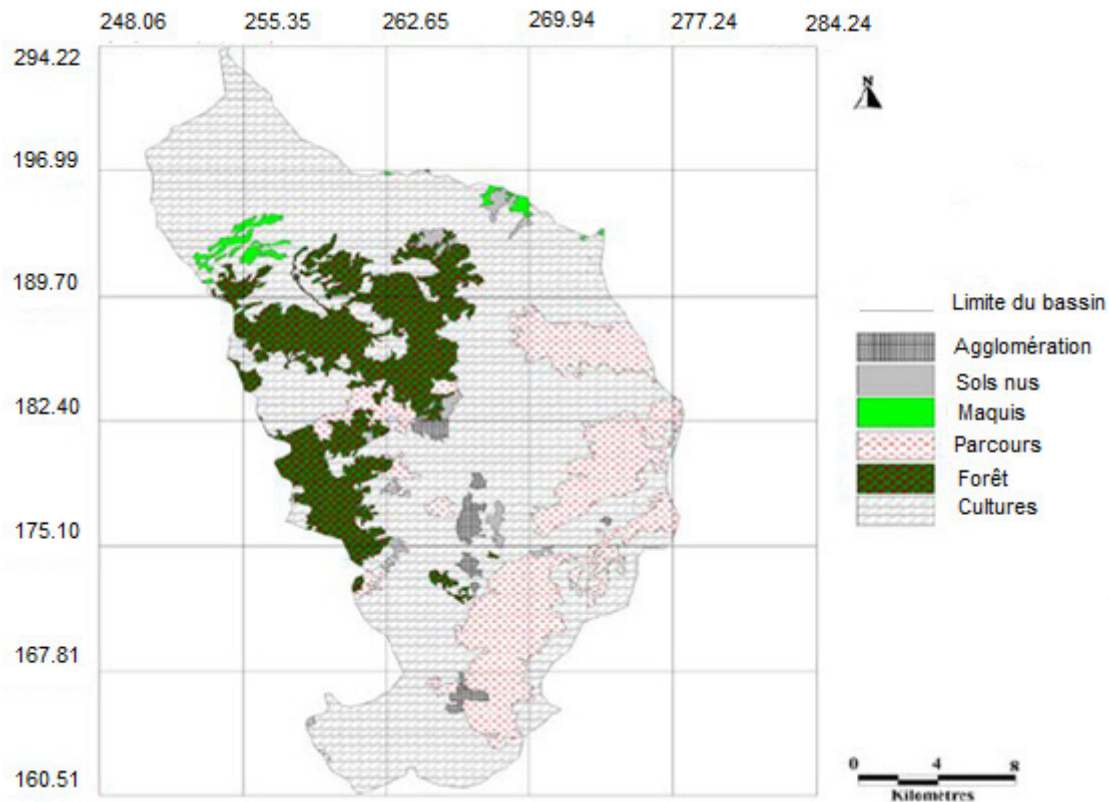 248.06 255.35 262.65 269.94 277.24 284.24
294.22
N
196.99
189.70
Limite du bassin
Agglomération
Sols nus
182.40
Maquis
Parcours
Forêt
Cultures
175.10
167.81
0 4 8
160.51
Kilomètres